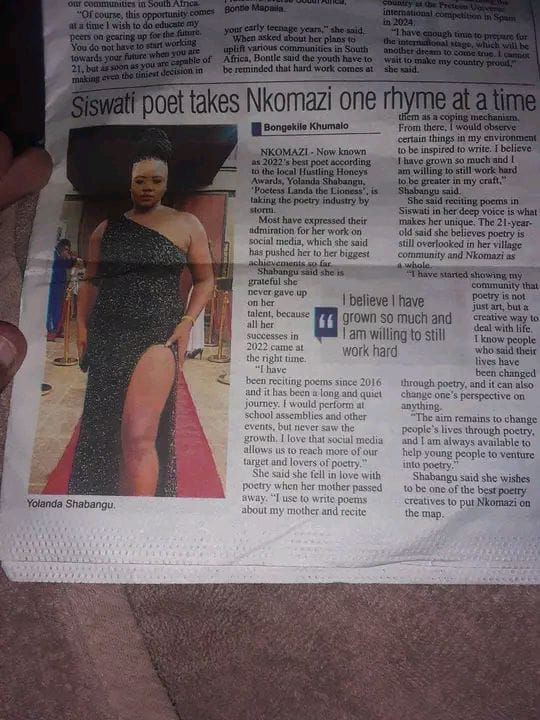 our communities in South Africa.
"Of course, this opportunity comes
at a time I wish to educate my
peers on gearing up for the future.
You do not have to start working
towards your future when you are
21, but as soon as you are capable of
making even the tiniest decision in
Bontle Mapaila.
your early teenage years," she said.
When asked about her plans to
uplift various communities in South
Africa, Bontle said the youth have to
be reminded that hard work comes at
country at the
international competition in Spain
in 2024.
"I have enough time to prepare for
the international stage, which will be
another dream to come true. I cannot
wait to make my country proud,"
she said.
Siswati poet takes Nkomazi one rhyme at a time
Bongekile Khumalo
NKOMAZI - Now known
as 2022's best poet according
to the local Hustling Honeys
Awards, Yolanda Shabangu,
'Poetess Landa the Lioness', is
taking the poetry industry by
storm.
Most have expressed their
admiration for her work on
social media, which she said
has pushed her to her biggest
achievements so far.
Shabangu said she is
grateful she
never gave up
on her
talent, because
all her
successes in
2022 came at
the right time.
"I have
been reciting poems since 2016
and it has been a long and quiet
journey. I would perform at
school assemblies and other
events, but never saw the
growth. I love that social media
allows us to reach more of our
target and lovers of poetry."
She said she fell in love with
poetry when her mother passed
away. "I use to write poems
about my mother and recite
them as a coping mechanism.
From there, I would observe
certain things in my environment
to be inspired to write. I believe
I have grown so much and I
am willing to still work hard
to be greater in my craft,"
Shabangu said.
She said reciting poems in
Siswati in her deep voice is what
makes her unique. The 21-year-
old said she believes poetry is
still overlooked in her village
community and Nkomazi as
a whole.
"I have started showing my
community that
poetry is not
just art, but a
creative way to
deal with life.
I know people
who said their
lives have
been changed
through poetry, and it can also
change one's perspective on
anything.
"The aim remains to change
people's lives through poetry,
and I am always available to
help young people to venture
into poetry."
Shabangu said she wishes
to be one of the best poetry
creatives to put Nkomazi on
the map.
“ I believe I have
grown so much and
I am willing to still
work hard
Yolanda Shabangu.